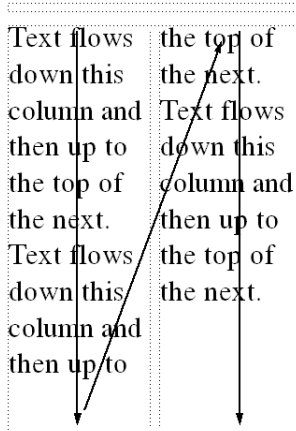 Text flows
down this
column and
then up to
the top of
the next.
Text flows
down this
column and
then up to
the top of
the next.
Text flows
down this
column and
then up to
the top of
the next.